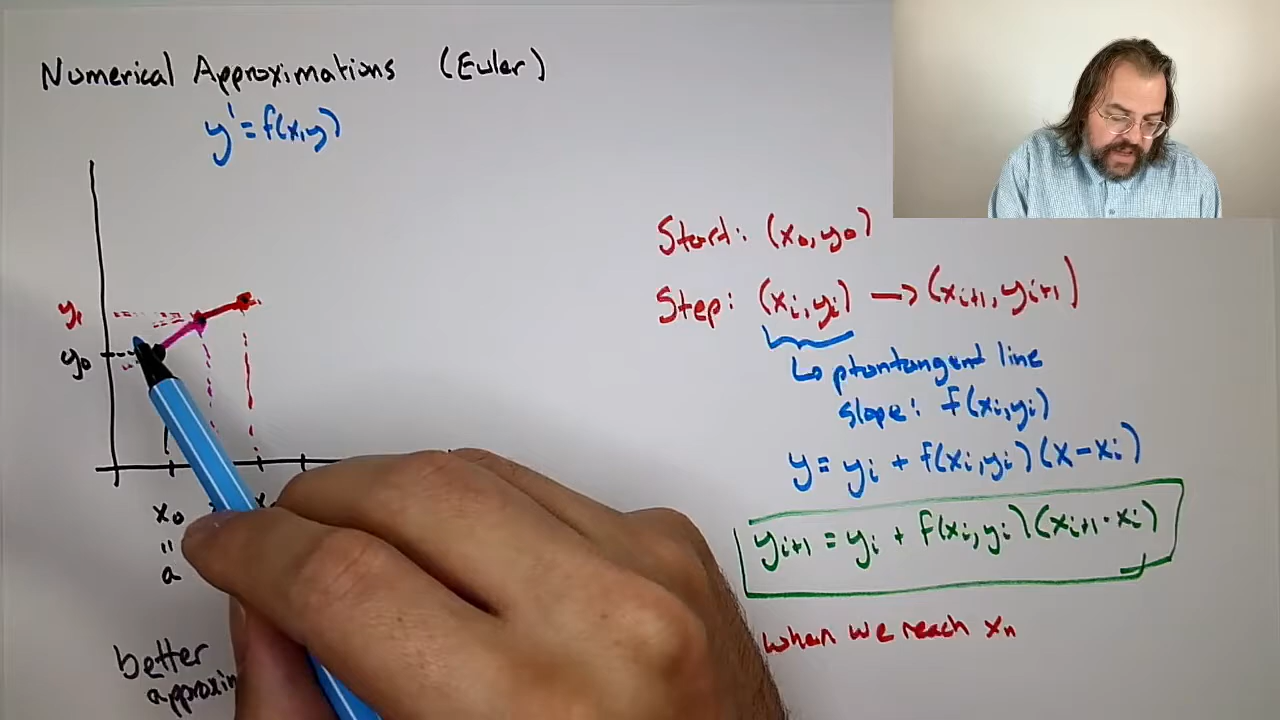 Numerical Approximations (Euler)
y' = f(x,y)
Start: (x₀,y₀)
Step: (xᵢ,yᵢ) → (xᵢ₊₁, yᵢ₊₁)
↳ pt on tangent line
slope: f(xᵢ,yᵢ)
y = yᵢ + f(xᵢ,yᵢ)(x-xᵢ)
yᵢ₊₁ = yᵢ + f(xᵢ,yᵢ)(xᵢ₊₁-xᵢ)
when we reach xₙ
y₁
y₀
x₀
"
a
better